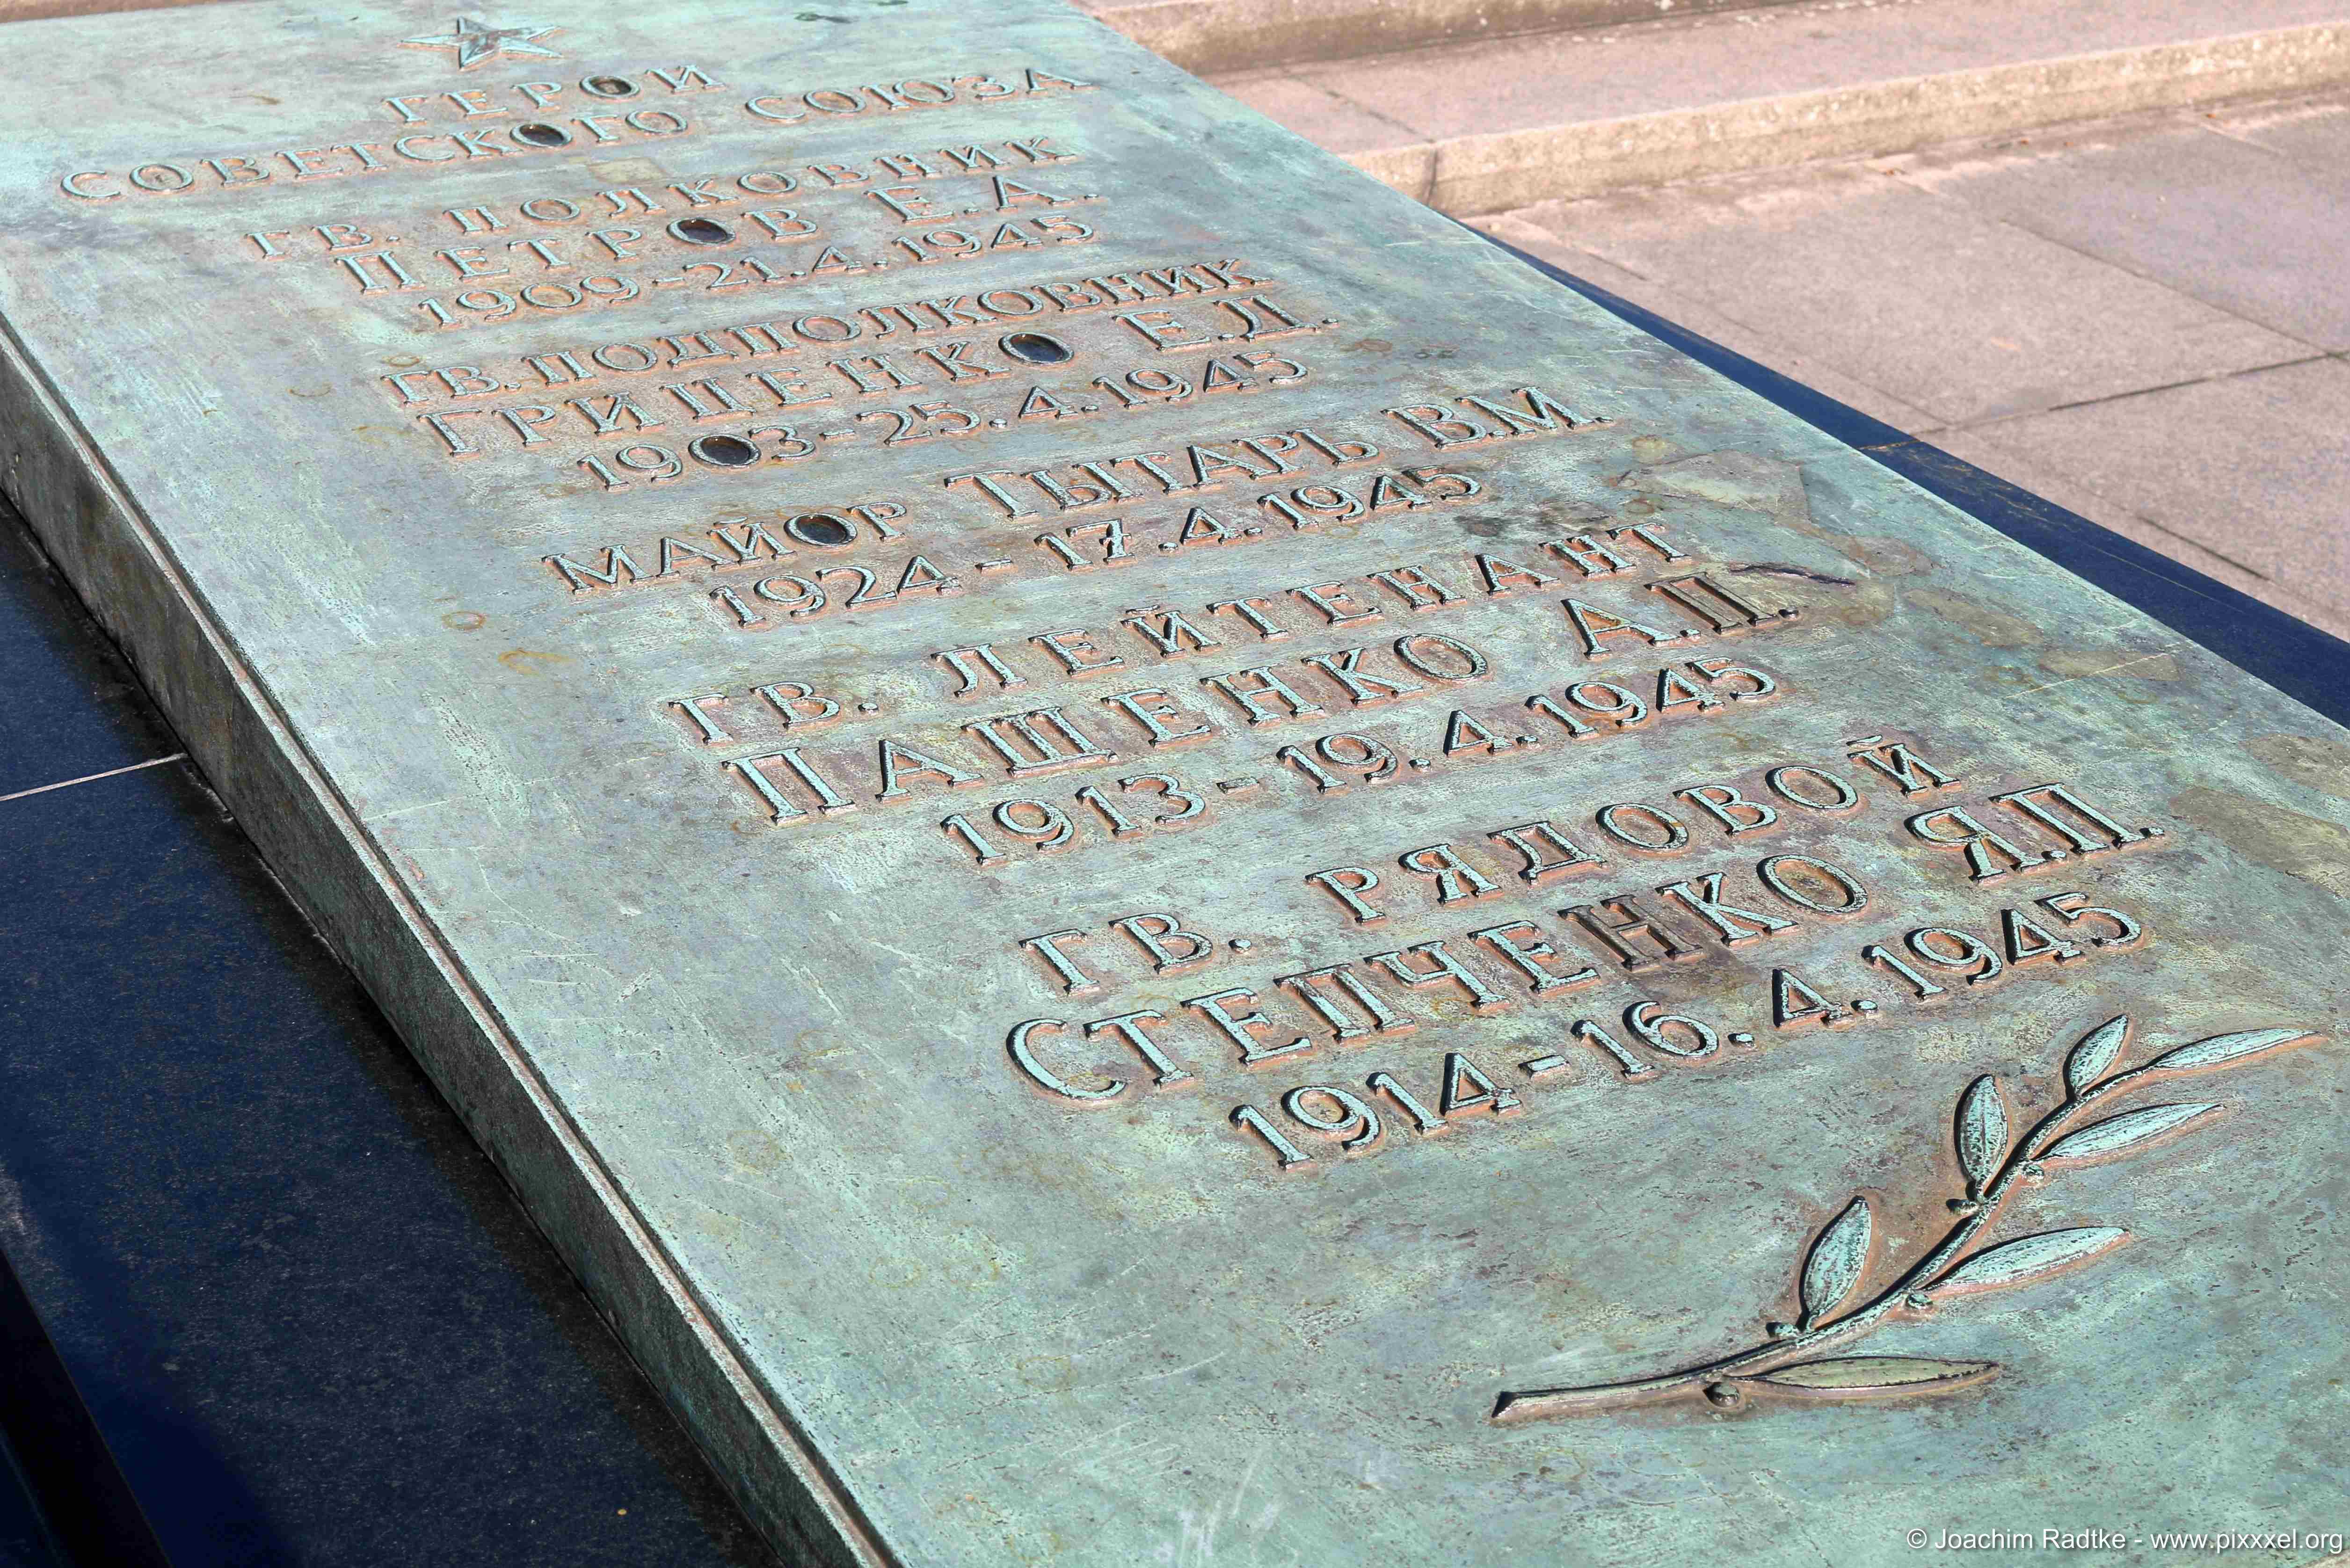 ГЕРОИ
СОВЕТСКОГО СОЮЗА
ГВ. ПОЛКОВНИК
ПЕТРОВ Е.А.
1909-21.4.1945
ГВ. ПОДПОЛКОВНИК
ГРИЦЕНКО Е.Д.
1903-25.4.1945
МАЙОР ТЫТАРЬ В.М.
1924-17.4.1945
ГВ. ЛЕЙТЕНАНТ
ПАЩЕНКО А.П.
1913-19.4.1945
ГВ. РЯДОВОЙ
СТЕПЧЕНКО Я.П.
1914-16.4.1945
© Joachim Radtke - www.pixxxel.org